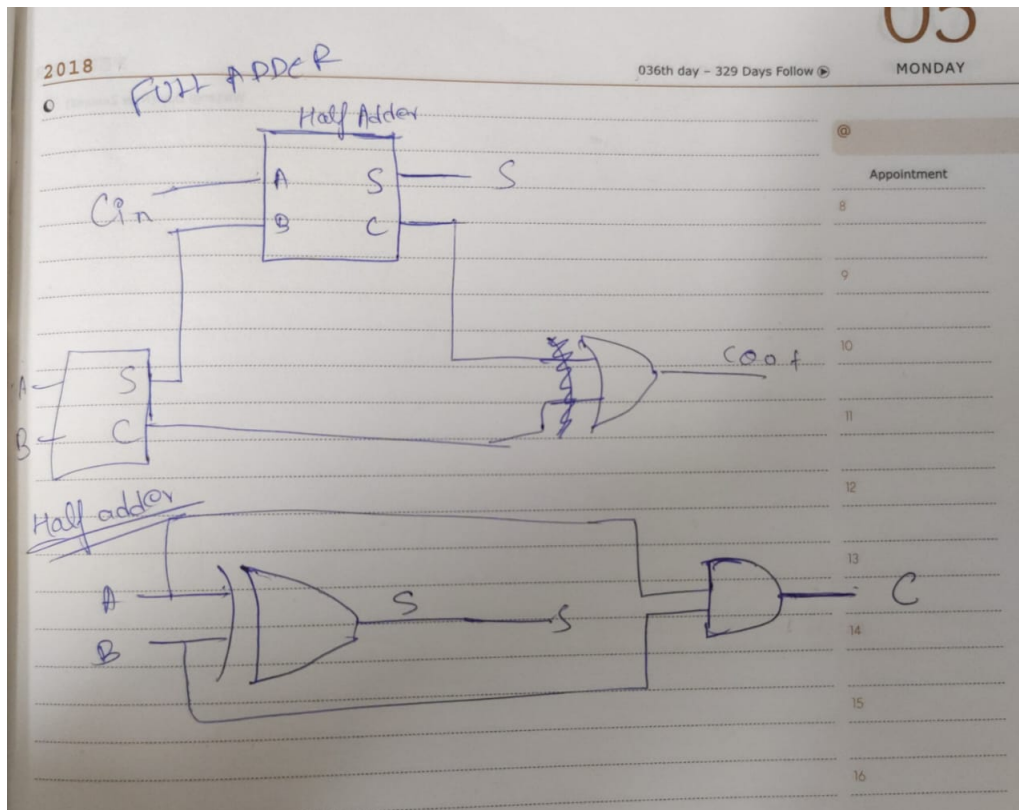 05
2018
036th day – 329 Days Follow
MONDAY
FULL ADDER
Half Adder
@
Appointment
A S S
Cin
B C
8
9
10
A S
Cout
B C
11
12
Half adder
13
A S S C
B
14
15
16